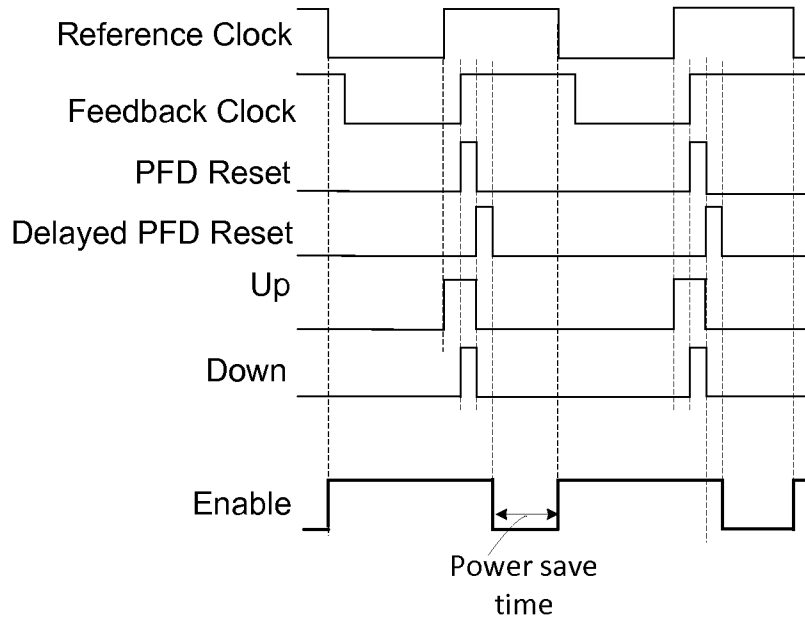 Reference Clock
Feedback Clock
PFD Reset
Delayed PFD Reset
Up
Down
Enable
Power save
time